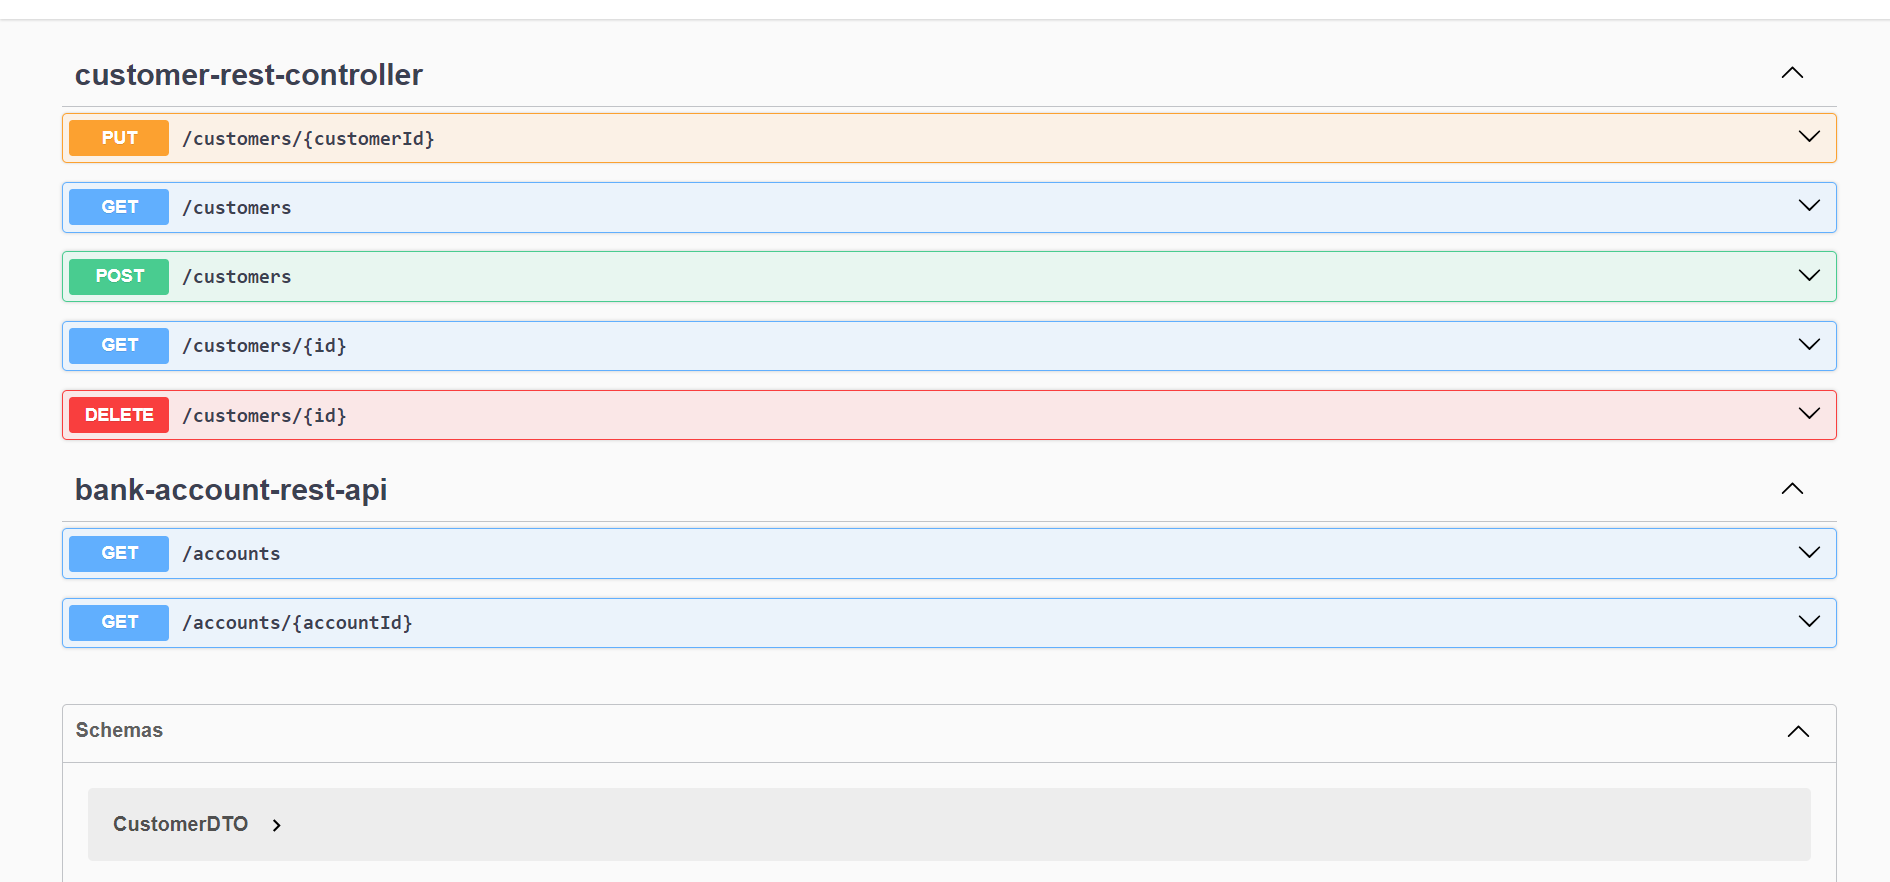 customer-rest-controller
PUT /customers/{customerId}
GET /customers
POST /customers
GET /customers/{id}
DELETE /customers/{id}
bank-account-rest-api
GET /accounts
GET /accounts/{accountId}
Schemas
CustomerDTO